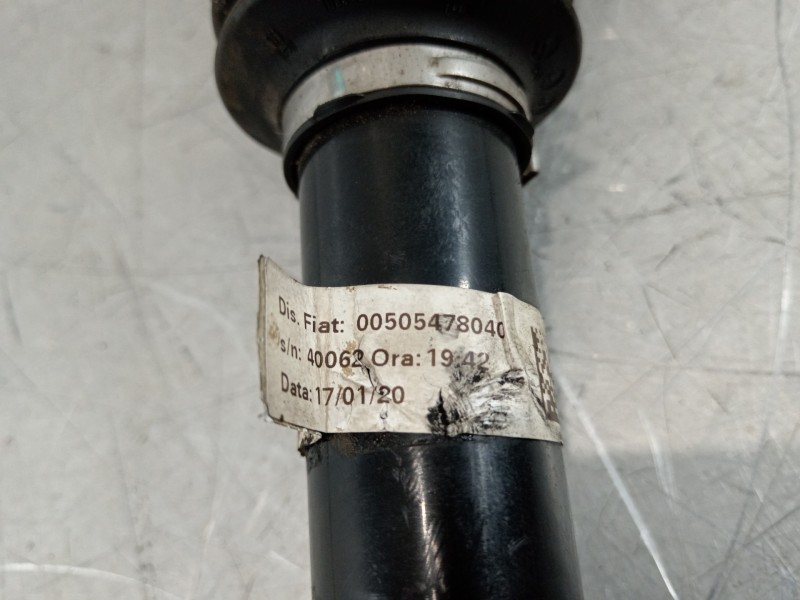 Dis. Fiat: 00505478040
s/n: 40062 Ora: 19:42
Data: 17/01/20